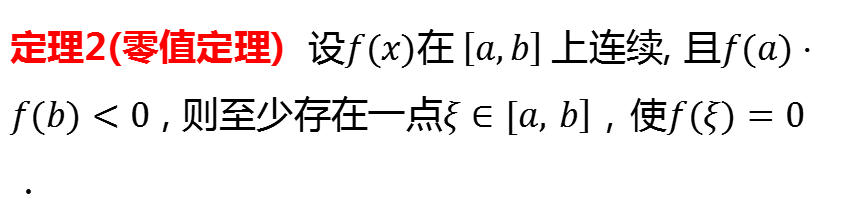 定理2(零值定理) 设f(x)在 [a, b] 上连续, 且f(a) ·
f(b) < 0 , 则至少存在一点ξ ∈ [a, b] , 使f(ξ) = 0
.